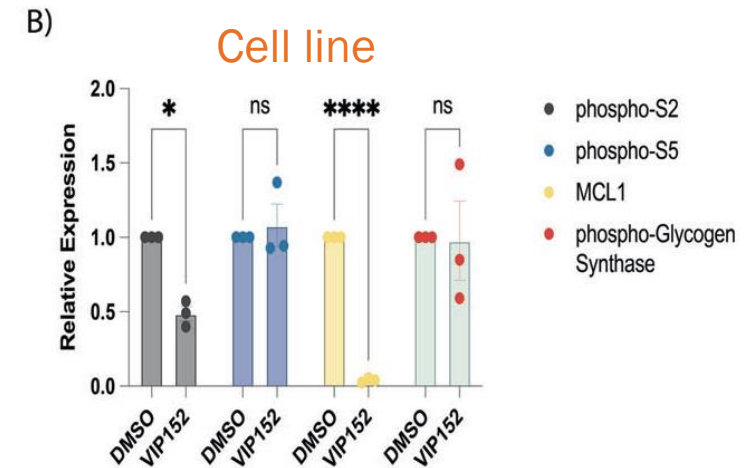 B)
Cell line
Relative Expression
2.0
1.5
1.0
0.5
0.0
*
ns
****
ns
DMSO
VIP152
DMSO
VIP152
DMSO
VIP152
DMSO
VIP152
phospho-S2
phospho-S5
MCL1
phospho-Glycogen
Synthase